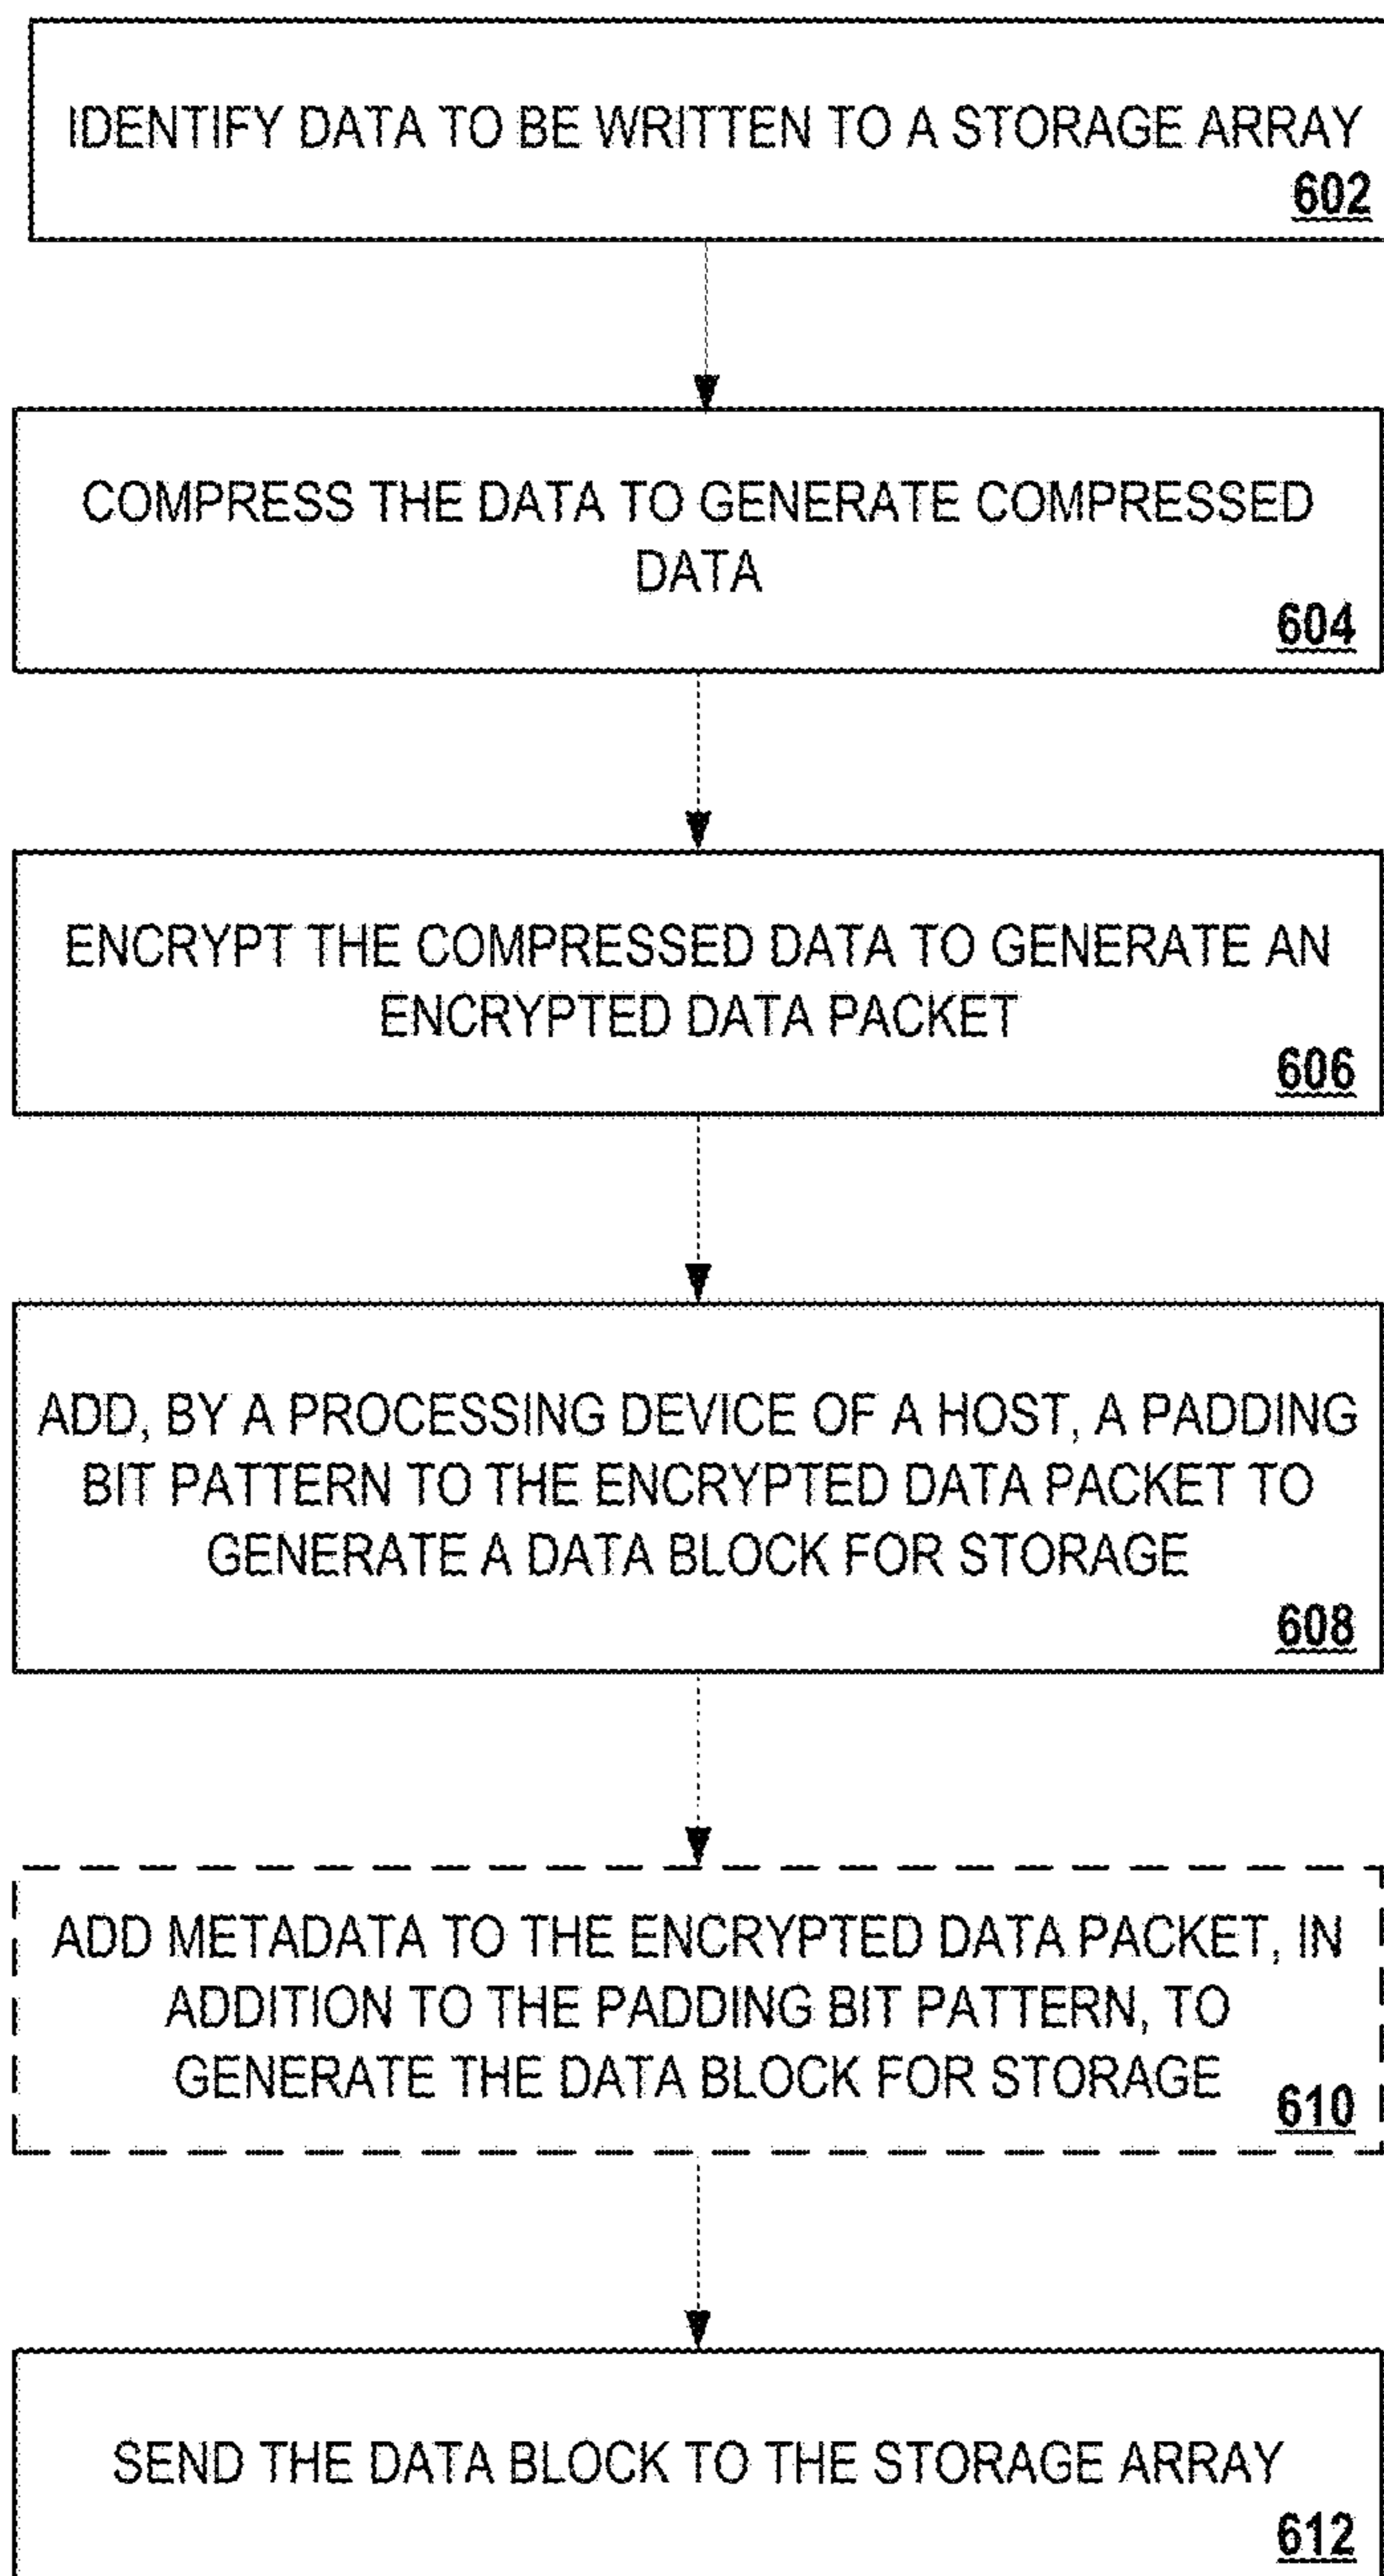 IDENTIFY DATA TO BE WRITTEN TO A STORAGE ARRAY
602
COMPRESS THE DATA TO GENERATE COMPRESSED
DATA
604
ENCRYPT THE COMPRESSED DATA TO GENERATE AN
ENCRYPTED DATA PACKET
606
ADD, BY A PROCESSING DEVICE OF A HOST, A PADDING
BIT PATTERN TO THE ENCRYPTED DATA PACKET TO
GENERATE A DATA BLOCK FOR STORAGE
608
ADD METADATA TO THE ENCRYPTED DATA PACKET, IN
ADDITION TO THE PADDING BIT PATTERN, TO
GENERATE THE DATA BLOCK FOR STORAGE
610
SEND THE DATA BLOCK TO THE STORAGE ARRAY
612